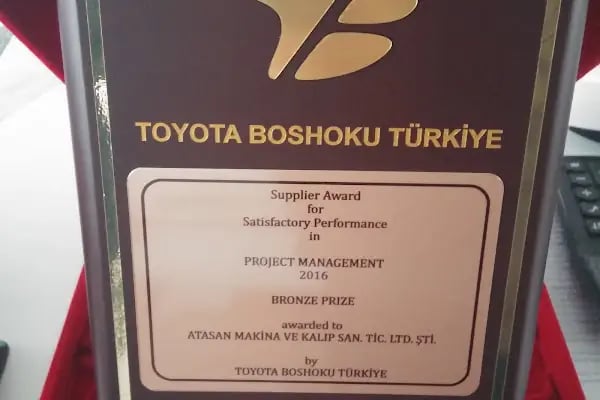 TOYOTA BOSHOKU TÜRKİYE
Supplier Award
for
Satisfactory Performance
in
PROJECT MANAGEMENT
2016
BRONZE PRIZE
awarded to
ATASAN MAKİNA VE KALIP SAN. TİC. LTD. ŞTİ.
by
TOYOTA BOSHOKU TÜRKİYE